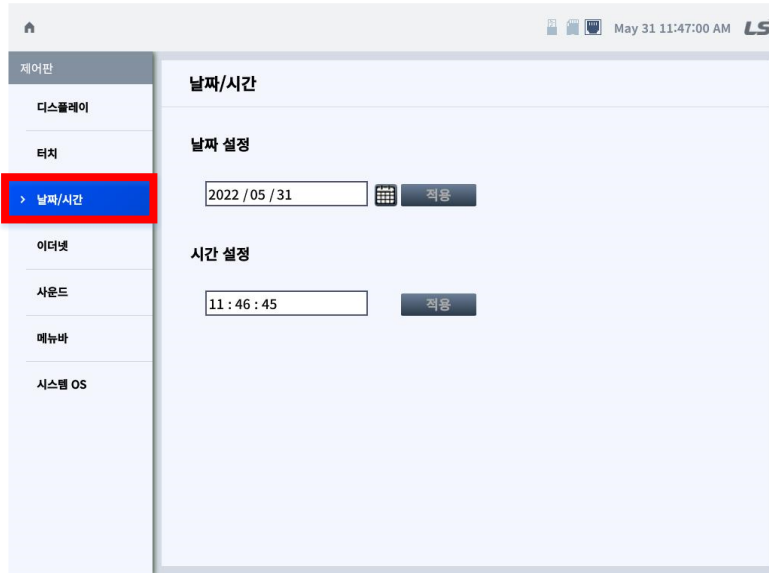 May 31 11:47:00 AM LS
제어판
디스플레이
터치
> 날짜/시간
이더넷
사운드
메뉴바
시스템 OS
날짜/시간
날짜 설정
2022 / 05 / 31 적용
시간 설정
11 : 46 : 45 적용